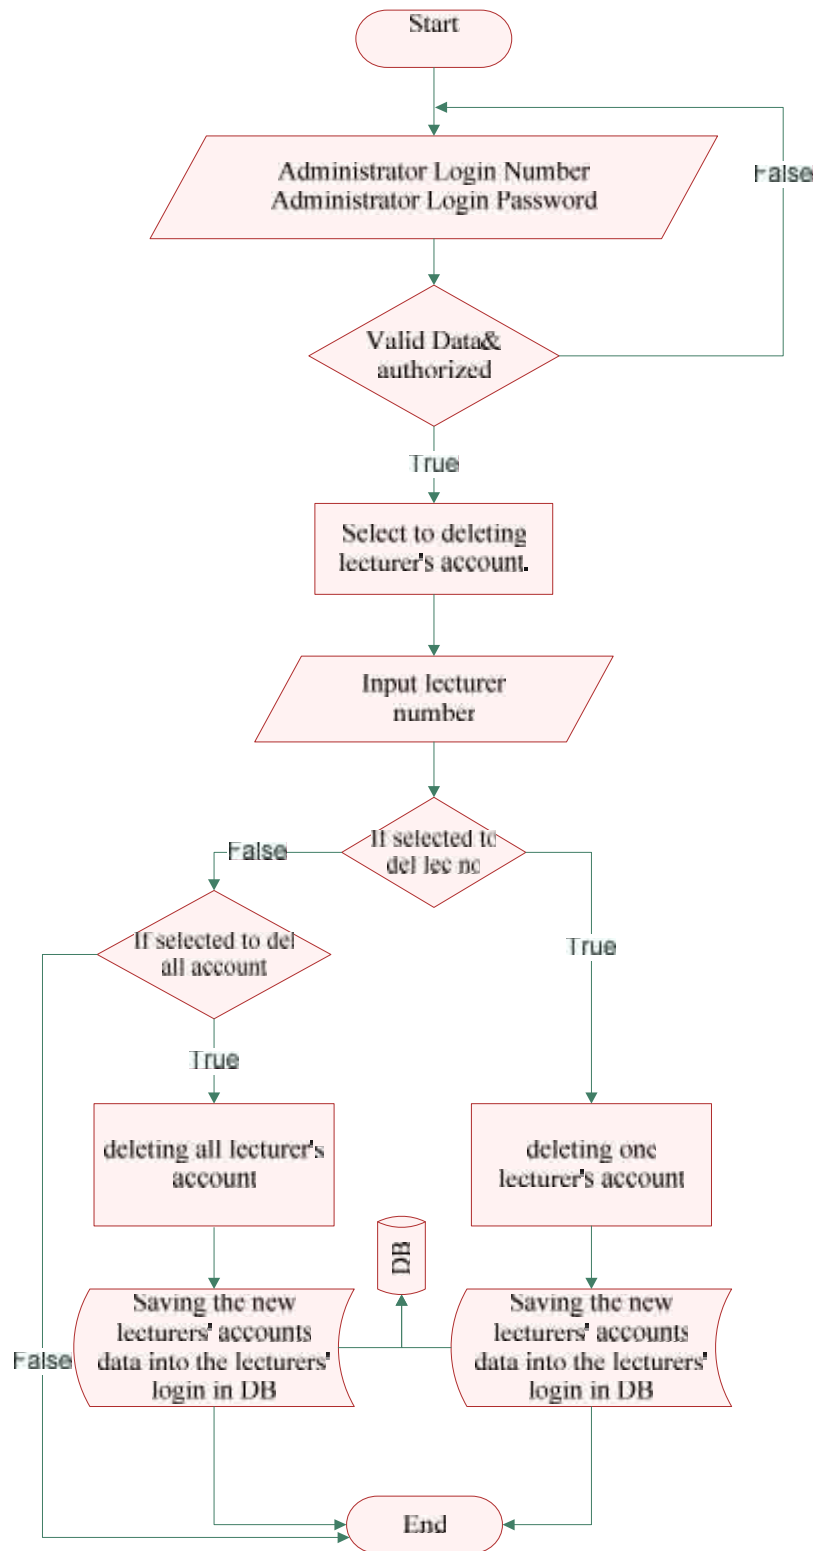 Start
Administrator Login Number
Administrator Login Password
False
Valid Data&
authorized
True
Select to deleting
lecturer's account.
Input lecturer
number
If selected to
del lec no
False
True
If selected to del
all account
True
deleting all lecturer's
account
deleting one
lecturer's account
DB
Saving the new
lecturers' accounts
data into the lecturers'
login in DB
Saving the new
lecturers' accounts
data into the lecturers'
login in DB
False
End